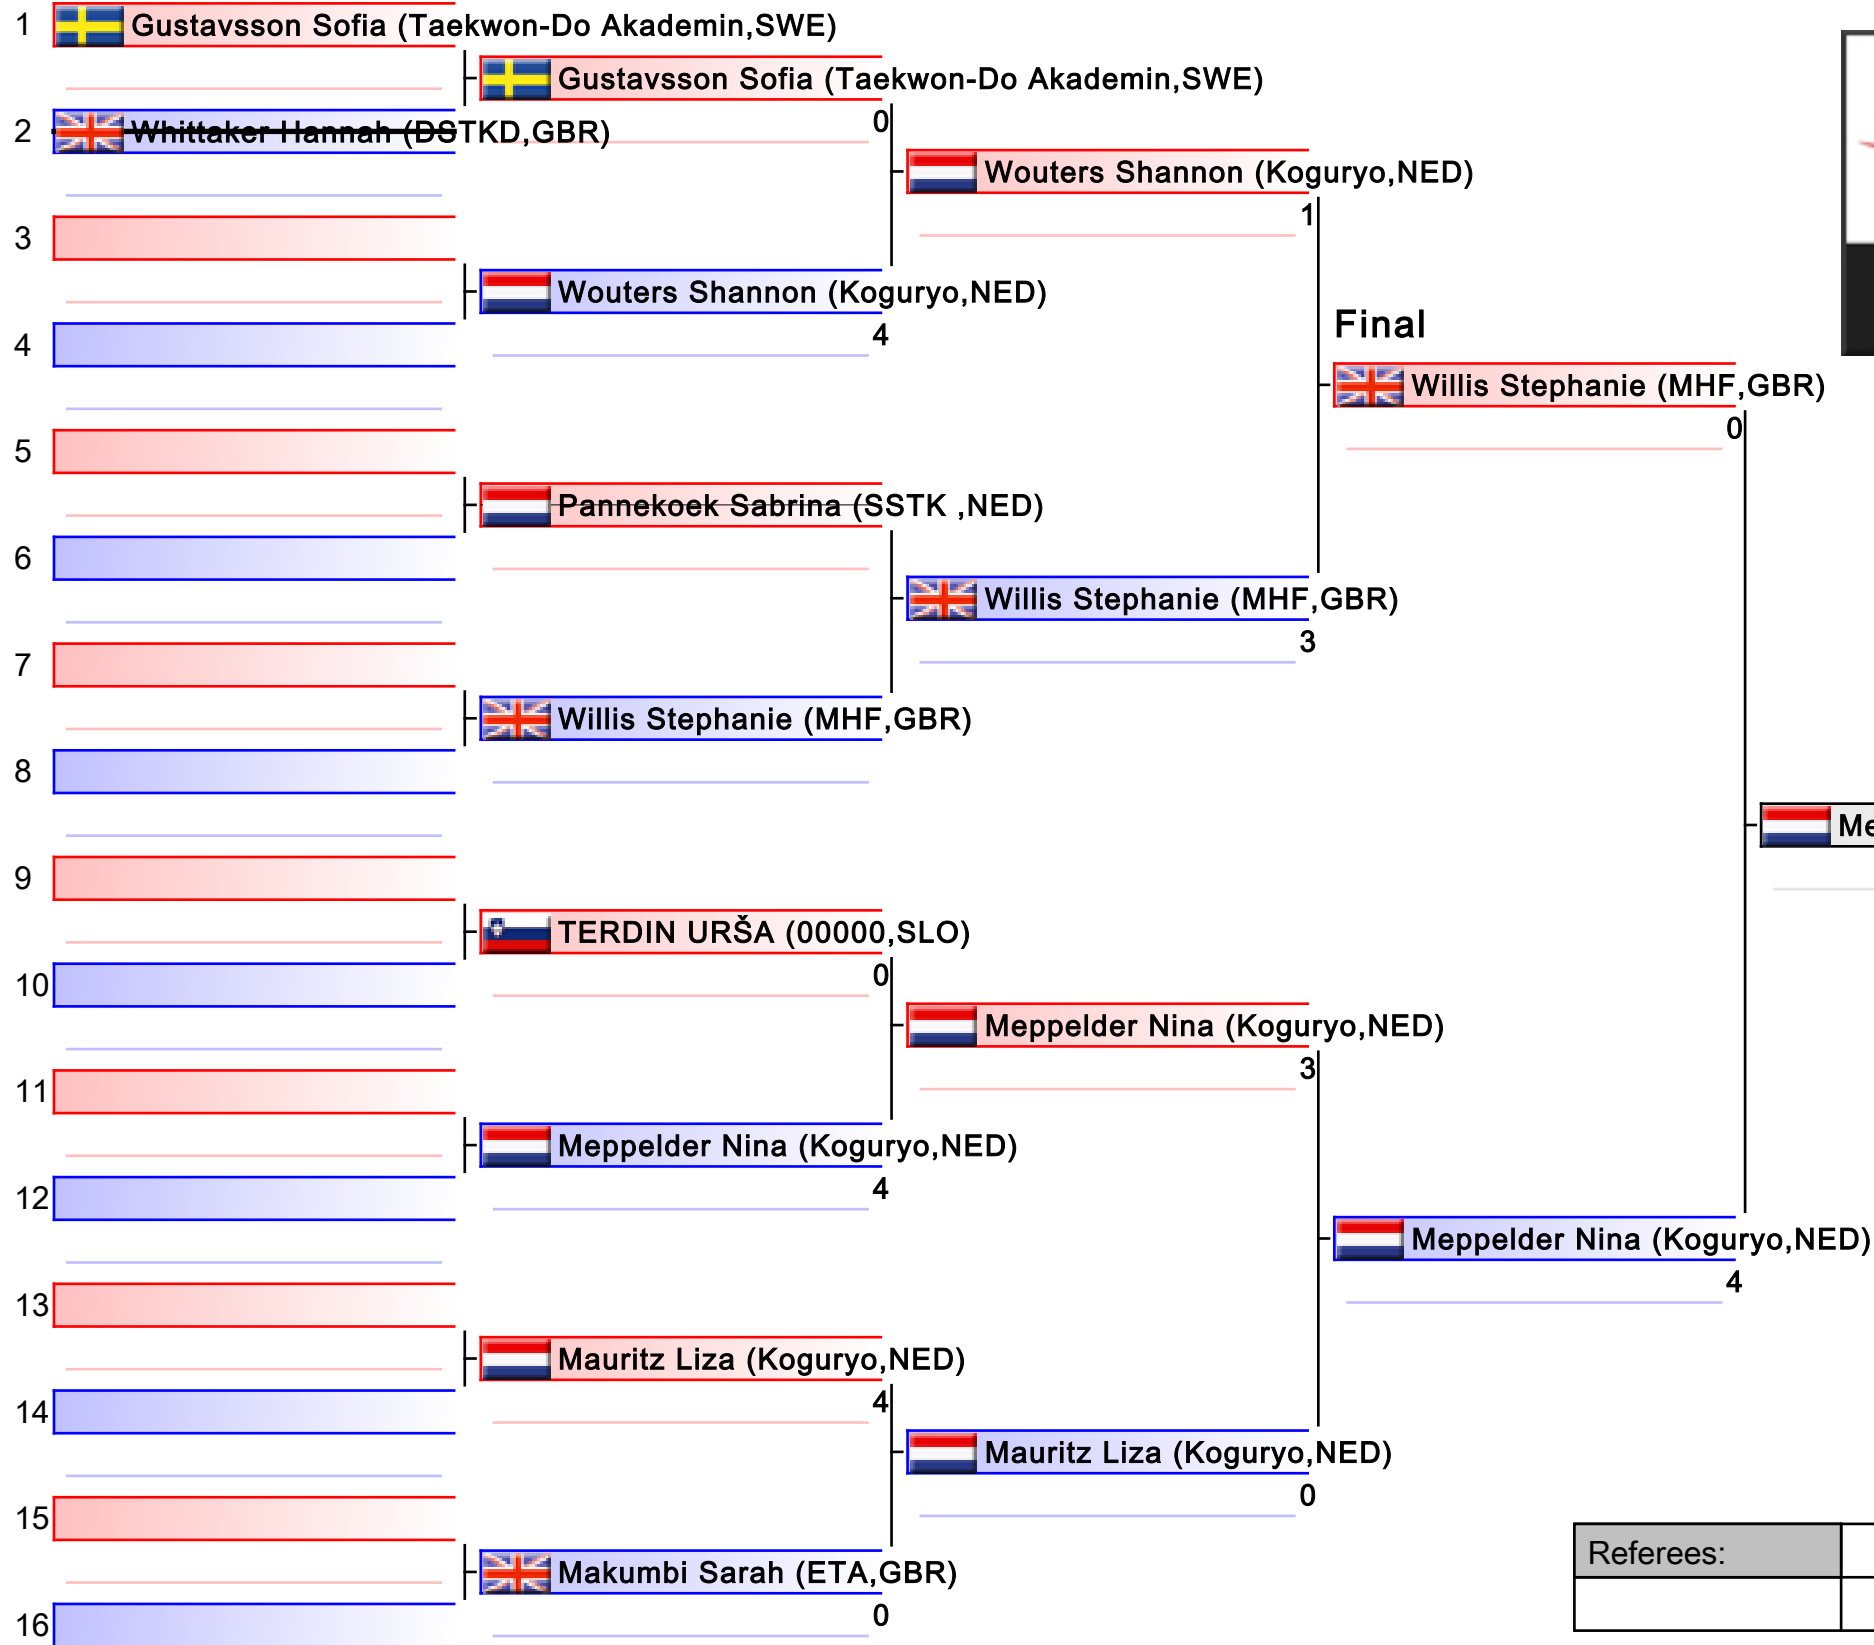 1 Gustavsson Sofia (Taekwon-Do Akademin,SWE)
Gustavsson Sofia (Taekwon-Do Akademin,SWE)
0
2 Whittaker Hannah (DSTKD,GBR)
Wouters Shannon (Koguryo,NED)
1
3
Wouters Shannon (Koguryo,NED)
4
4
Final
Willis Stephanie (MHF,GBR)
0
5
Pannekoek Sabrina (SSTK ,NED)
6
Willis Stephanie (MHF,GBR)
3
7
Willis Stephanie (MHF,GBR)
8
Me
9
TERDIN URŠA (00000,SLO)
0
10
Meppelder Nina (Koguryo,NED)
3
11
Meppelder Nina (Koguryo,NED)
4
12
Meppelder Nina (Koguryo,NED)
4
13
Mauritz Liza (Koguryo,NED)
4
14
Mauritz Liza (Koguryo,NED)
0
15
Referees:
Makumbi Sarah (ETA,GBR)
0
16